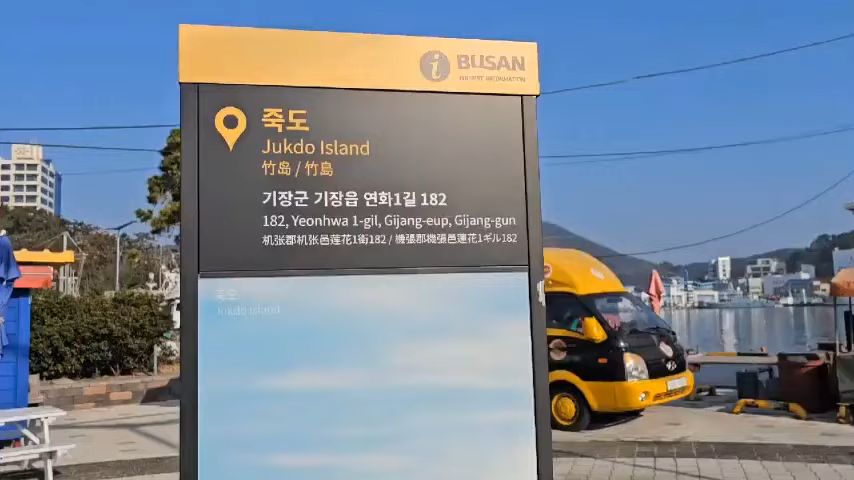 i BUSAN
TOURIST INFORMATION
죽도
Jukdo Island
竹岛 / 竹島
기장군 기장읍 연화1길 182
182, Yeonhwa 1-gil, Gijang-eup, Gijang-gun
机张郡机张邑莲花1街182 / 機張郡機張邑蓮花1ギル182
죽도
Jukdo Island